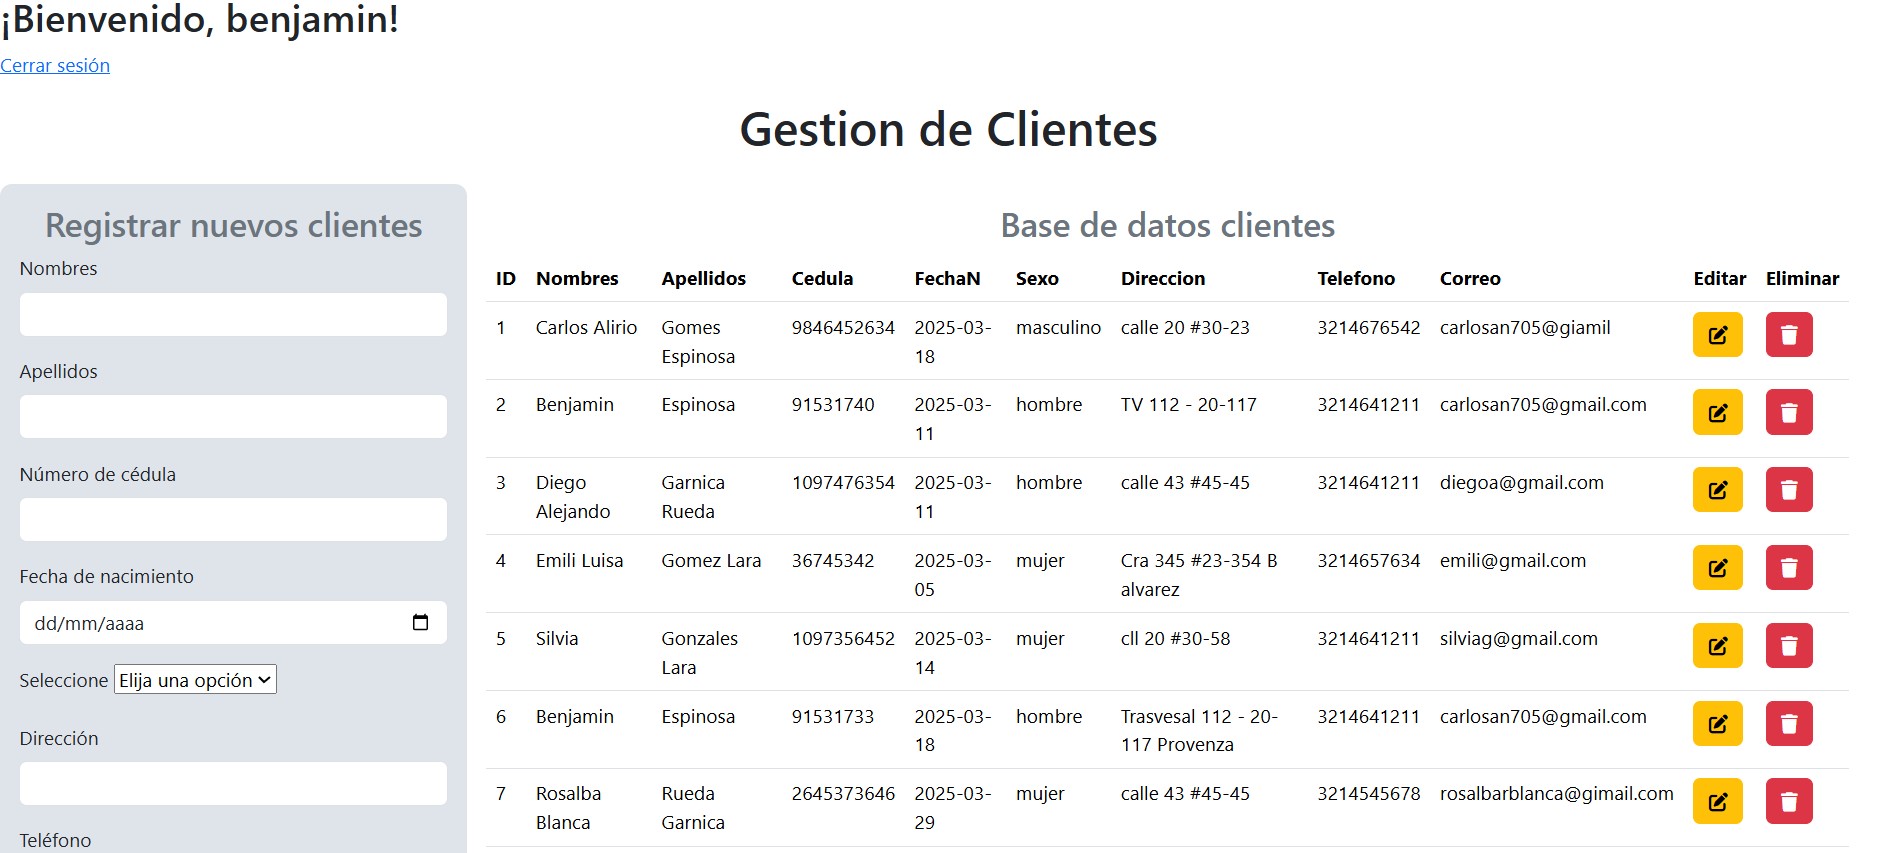 ¡Bienvenido, benjamin!
Cerrar sesión
Gestion de Clientes
Registrar nuevos clientes
Nombres
Apellidos
Número de cédula
Fecha de nacimiento
dd/mm/aaaa
Seleccione Elija una opción
Dirección
Teléfono
Base de datos clientes
ID Nombres Apellidos Cedula FechaN Sexo Direccion Telefono Correo Editar Eliminar
1 Carlos Alirio Gomes 9846452634 2025-03- masculino calle 20 #30-23 3214676542 carlosan705@giamil
Espinosa 18
2 Benjamin Espinosa 91531740 2025-03- hombre TV 112 - 20-117 3214641211 carlosan705@gmail.com
11
3 Diego Garnica 1097476354 2025-03- hombre calle 43 #45-45 3214641211 diegoa@gmail.com
Alejando Rueda 11
4 Emili Luisa Gomez Lara 36745342 2025-03- mujer Cra 345 #23-354 B 3214657634 emili@gmail.com
05 alvarez
5 Silvia Gonzales 1097356452 2025-03- mujer cll 20 #30-58 3214641211 silviag@gmail.com
Lara 14
6 Benjamin Espinosa 91531733 2025-03- hombre Trasvesal 112 - 20- 3214641211 carlosan705@gmail.com
18 117 Provenza
7 Rosalba Rueda 2645373646 2025-03- mujer calle 43 #45-45 3214545678 rosalbarblanca@gimail.com
Blanca Garnica 29